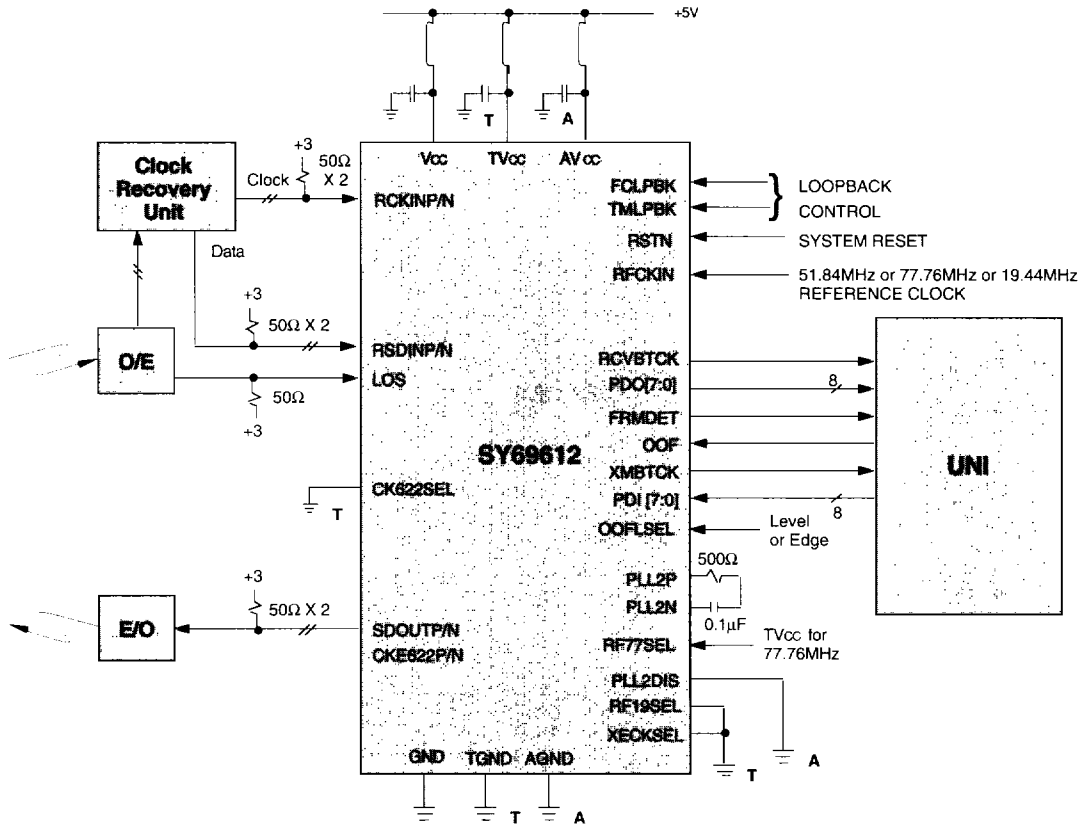 +5V
T
A
Vcc
TVcc
AVcc
Clock
Recovery
Unit
Clock
+3
50Ω
X 2
RCKINP/N
Data
+3
50Ω X 2
RSDINP/N
O/E
LOS
50Ω
+3
CK622SEL
T
E/O
+3
50Ω X 2
SDOUTP/N
CKE622P/N
SY69612
FCLPBK
TMLPBK
LOOPBACK
CONTROL
RSTN
SYSTEM RESET
RFCKIN
51.84MHz or 77.76MHz or 19.44MHz
REFERENCE CLOCK
RCVBTCK
PDO[7:0]
8
FRMDET
OOF
XMBTCK
PDI [7:0]
8
UNI
OOFLSEL
Level
or Edge
PLL2P
500Ω
PLL2N
0.1µF
RF77SEL
TVcc for
77.76MHz
PLL2DIS
RF19SEL
XECKSEL
T
A
GND
TGND
AGND
T
A